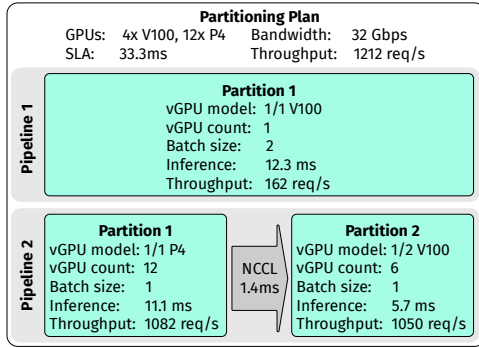 Partitioning Plan
GPUs: 4x V100, 12x P4 Bandwidth: 32 Gbps
SLA: 33.3ms Throughput: 1212 req/s
Pipeline 1
Partition 1
vGPU model: 1/1 V100
vGPU count: 1
Batch size: 2
Inference: 12.3 ms
Throughput: 162 req/s
Pipeline 2
Partition 1
vGPU model: 1/1 P4
vGPU count: 12
Batch size: 1
Inference: 11.1 ms
Throughput: 1082 req/s
NCCL
1.4ms
Partition 2
vGPU model: 1/2 V100
vGPU count: 6
Batch size: 1
Inference: 5.7 ms
Throughput: 1050 req/s